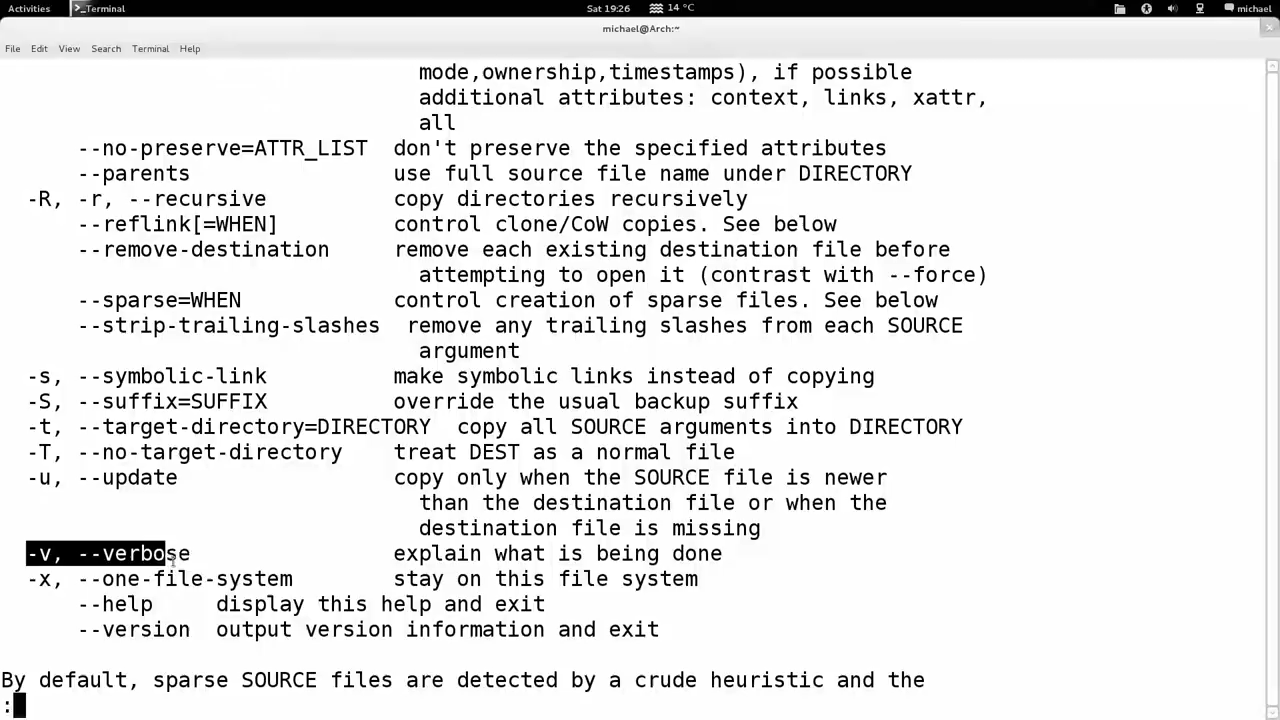 Activities Terminal Sat 19:26 14 °C michael
michael@Arch:~
File Edit View Search Terminal Help
mode,ownership,timestamps), if possible
additional attributes: context, links, xattr,
all
--no-preserve=ATTR_LIST don't preserve the specified attributes
--parents use full source file name under DIRECTORY
-R, -r, --recursive copy directories recursively
--reflink[=WHEN] control clone/CoW copies. See below
--remove-destination remove each existing destination file before
attempting to open it (contrast with --force)
--sparse=WHEN control creation of sparse files. See below
--strip-trailing-slashes remove any trailing slashes from each SOURCE
argument
-s, --symbolic-link make symbolic links instead of copying
-S, --suffix=SUFFIX override the usual backup suffix
-t, --target-directory=DIRECTORY copy all SOURCE arguments into DIRECTORY
-T, --no-target-directory treat DEST as a normal file
-u, --update copy only when the SOURCE file is newer
than the destination file or when the
destination file is missing
-v, --verbose explain what is being done
-x, --one-file-system stay on this file system
--help display this help and exit
--version output version information and exit
By default, sparse SOURCE files are detected by a crude heuristic and the
: